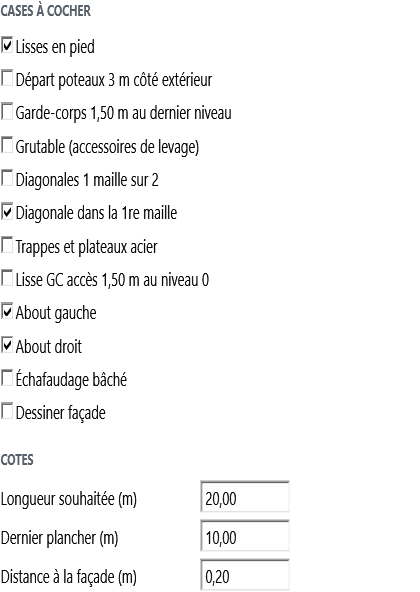 CASES À COCHER
Lisses en pied
Départ poteaux 3 m côté extérieur
Garde-corps 1,50 m au dernier niveau
Grutable (accessoires de levage)
Diagonales 1 maille sur 2
Diagonale dans la 1re maille
Trappes et plateaux acier
Lisse GC accès 1,50 m au niveau 0
About gauche
About droit
Échafaudage bâché
Dessiner façade
COTES
Longueur souhaitée (m) 20,00
Dernier plancher (m) 10,00
Distance à la façade (m) 0,20